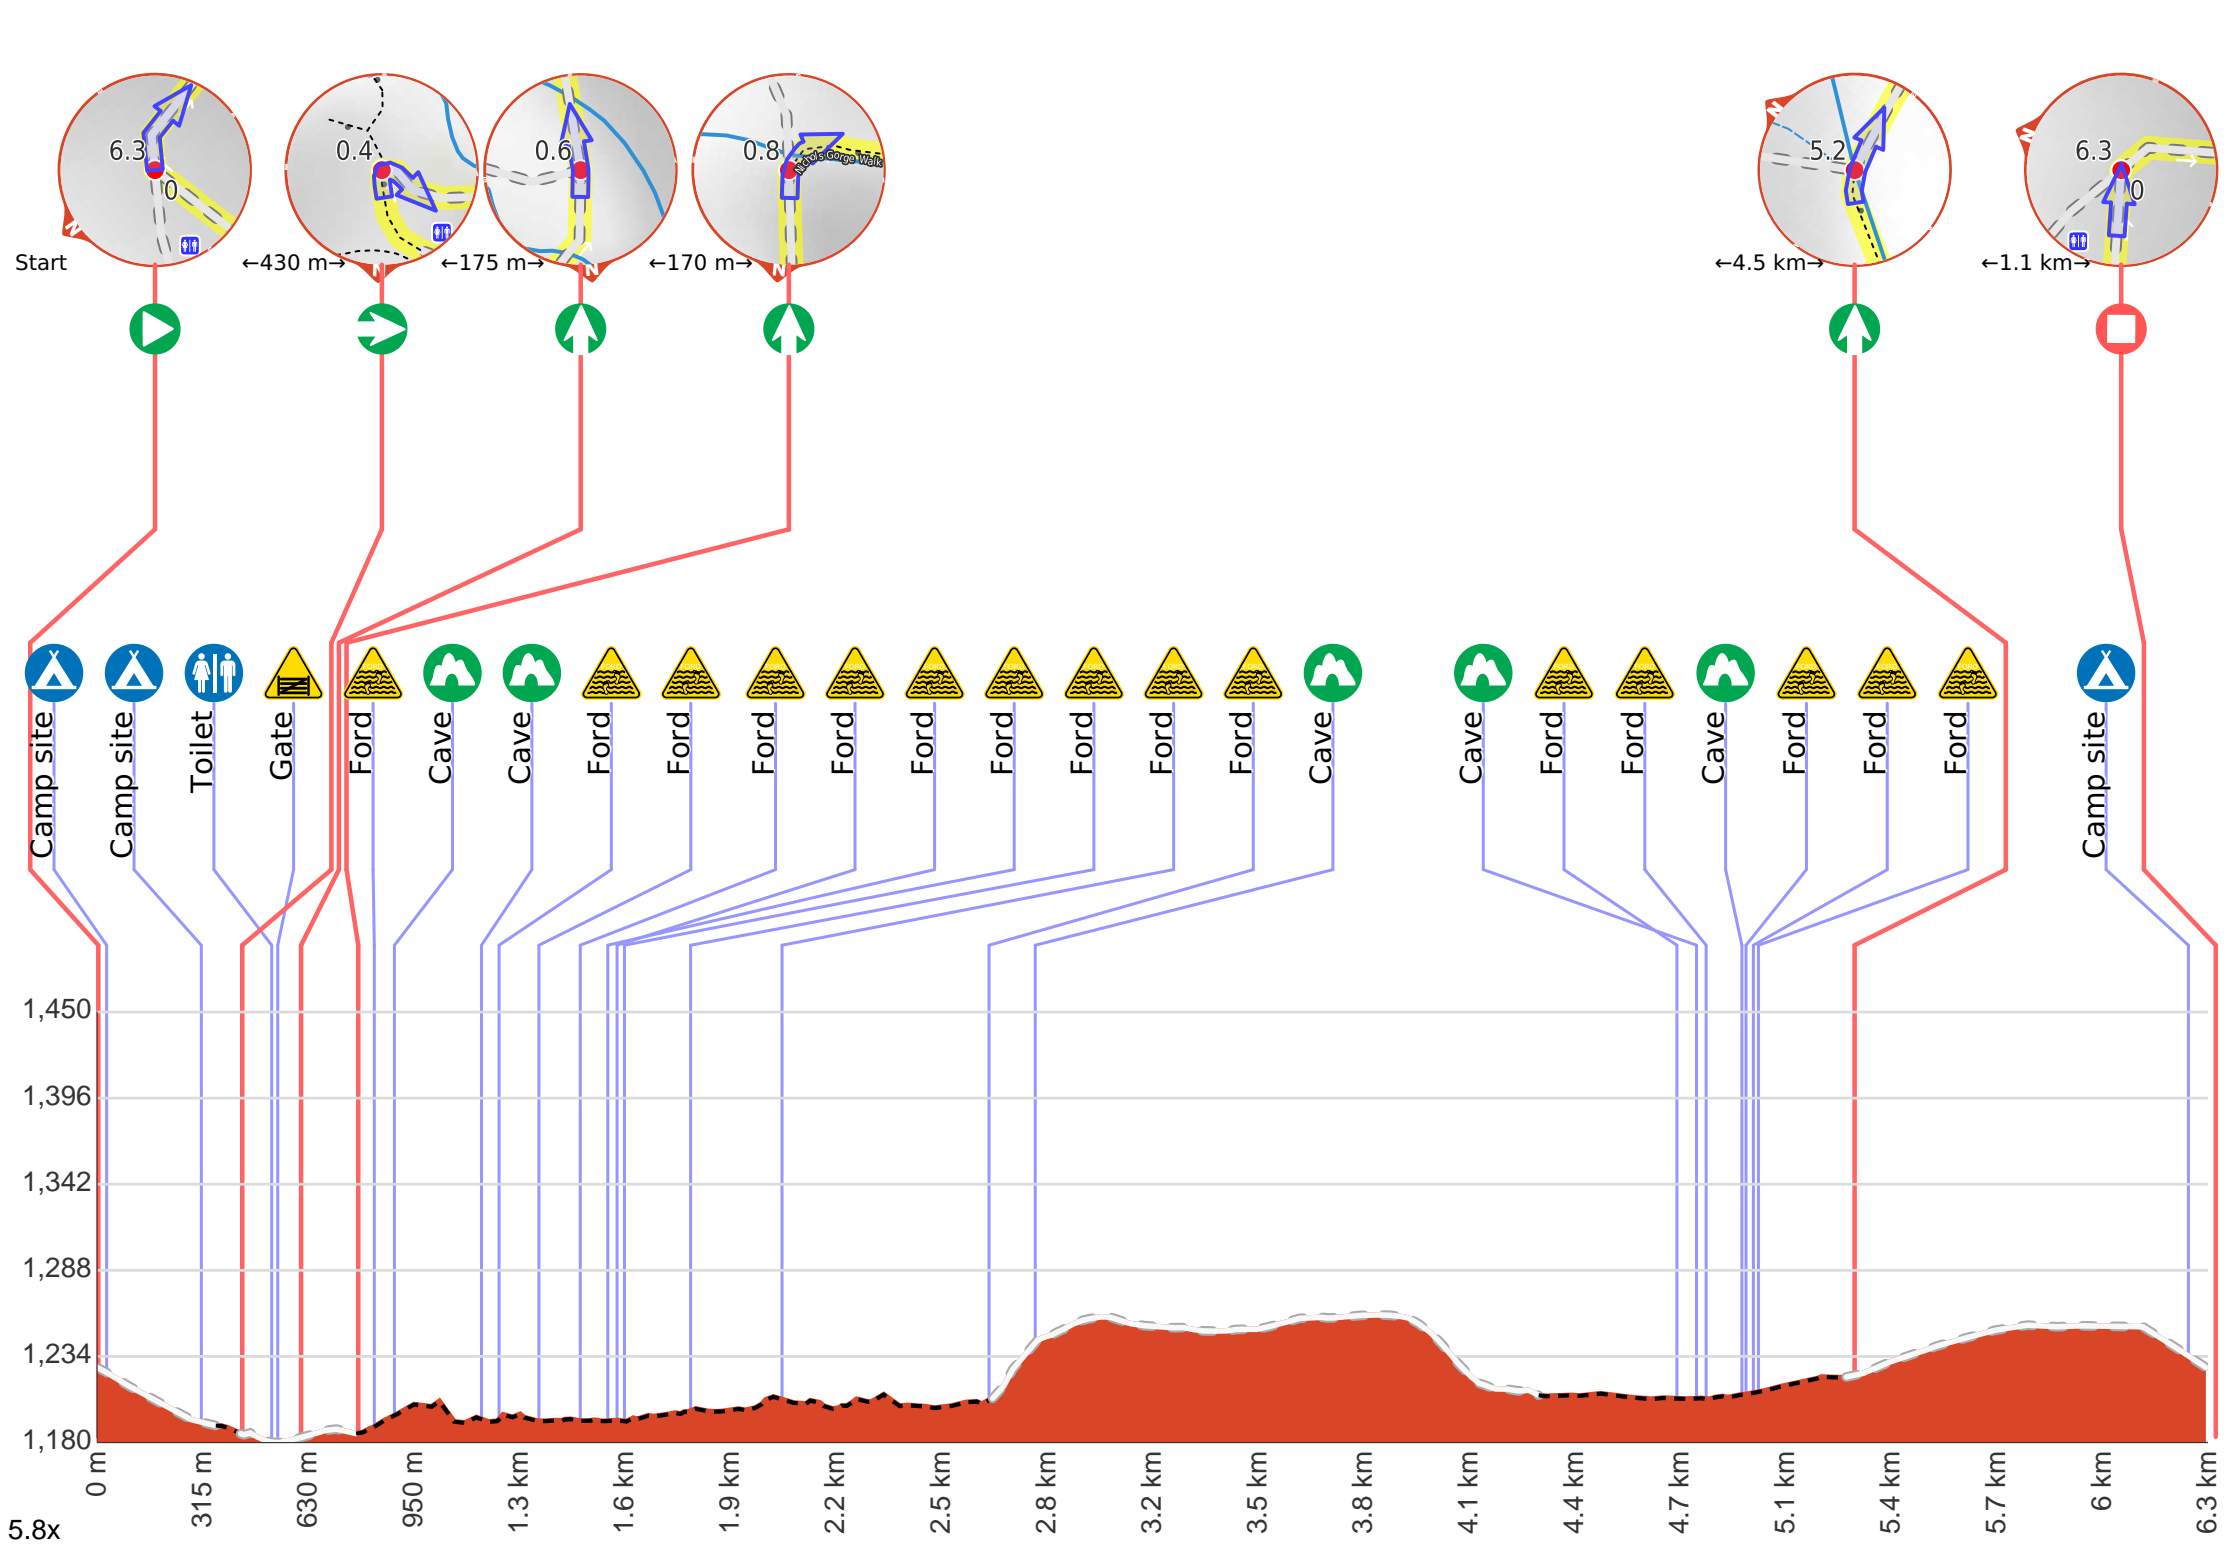 6.3
0
N
0.4
N
0.6
N
0.8
Nichols Gorge Walk
N
5.2
N
6.3
0
N
Start
←430 m→
←175 m→
←170 m→
←4.5 km→
←1.1 km→
Camp site
Camp site
Toilet
Gate
Ford
Cave
Cave
Ford
Ford
Ford
Ford
Ford
Ford
Ford
Ford
Ford
Cave
Cave
Ford
Ford
Cave
Ford
Ford
Ford
Camp site
1,450
1,396
1,342
1,288
1,234
1,180
0 m
315 m
630 m
950 m
1.3 km
1.6 km
1.9 km
2.2 km
2.5 km
2.8 km
3.2 km
3.5 km
3.8 km
4.1 km
4.4 km
4.7 km
5.1 km
5.4 km
5.7 km
6 km
6.3 km
5.8x